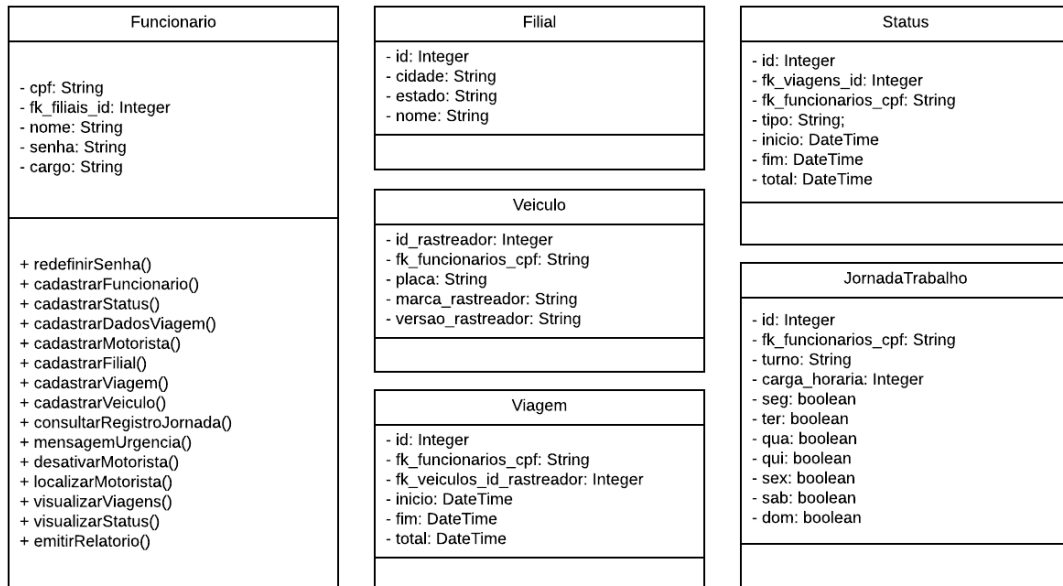 Funcionario
- cpf: String
- fk_filiais_id: Integer
- nome: String
- senha: String
- cargo: String
+ redefinirSenha()
+ cadastrarFuncionario()
+ cadastrarStatus()
+ cadastrarDadosViagem()
+ cadastrarMotorista()
+ cadastrarFilial()
+ cadastrarViagem()
+ cadastrarVeiculo()
+ consultarRegistroJornada()
+ mensagemUrgencia()
+ desativarMotorista()
+ localizarMotorista()
+ visualizarViagens()
+ visualizarStatus()
+ emitirRelatorio()
Filial
- id: Integer
- cidade: String
- estado: String
- nome: String
Veiculo
- id_rastreador: Integer
- fk_funcionarios_cpf: String
- placa: String
- marca_rastreador: String
- versao_rastreador: String
Viagem
- id: Integer
- fk_funcionarios_cpf: String
- fk_veiculos_id_rastreador: Integer
- inicio: DateTime
- fim: DateTime
- total: DateTime
Status
- id: Integer
- fk_viagens_id: Integer
- fk_funcionarios_cpf: String
- tipo: String;
- inicio: DateTime
- fim: DateTime
- total: DateTime
JornadaTrabalho
- id: Integer
- fk_funcionarios_cpf: String
- turno: String
- carga_horaria: Integer
- seg: boolean
- ter: boolean
- qua: boolean
- qui: boolean
- sex: boolean
- sab: boolean
- dom: boolean